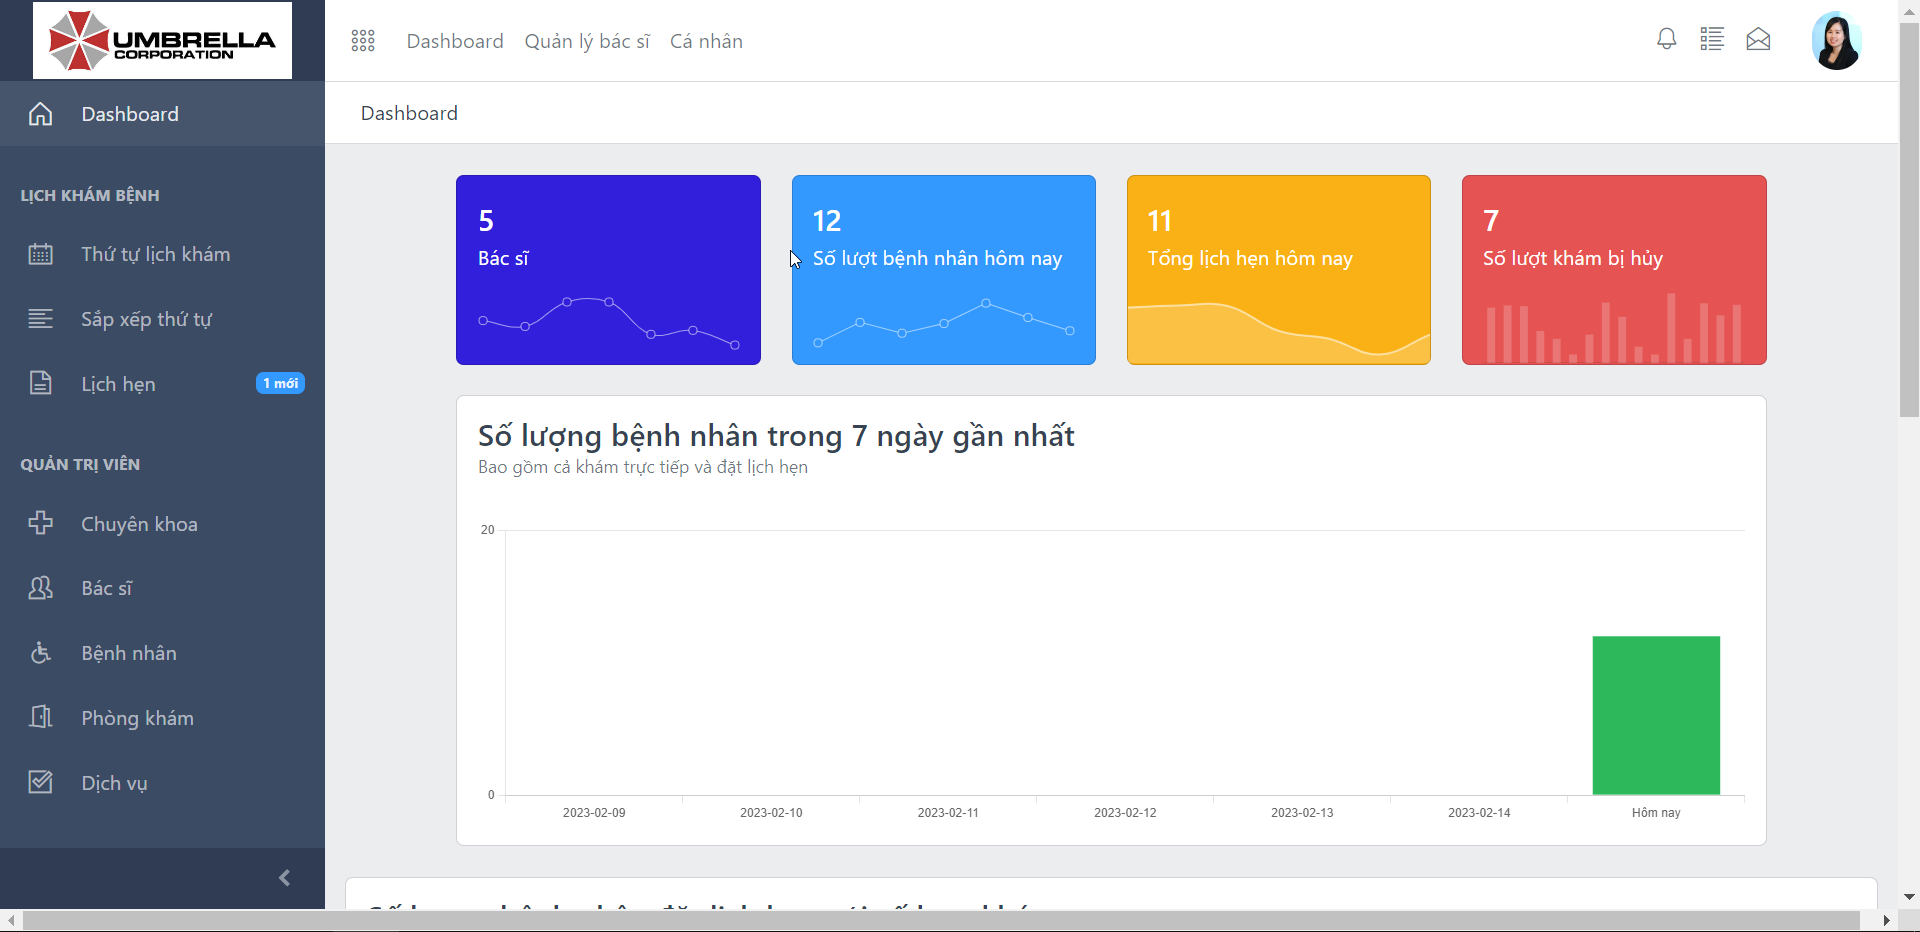 UMBRELLA
CORPORATION
Dashboard
Quản lý bác sĩ
Cá nhân
Dashboard
LỊCH KHÁM BỆNH
Thứ tự lịch khám
Sắp xếp thứ tự
Lịch hẹn
1 mới
QUẢN TRỊ VIÊN
Chuyên khoa
Bác sĩ
Bệnh nhân
Phòng khám
Dịch vụ
Dashboard
5
Bác sĩ
12
Số lượt bệnh nhân hôm nay
11
Tổng lịch hẹn hôm nay
7
Số lượt khám bị hủy
Số lượng bệnh nhân trong 7 ngày gần nhất
Bao gồm cả khám trực tiếp và đặt lịch hẹn
20
0
2023-02-09
2023-02-10
2023-02-11
2023-02-12
2023-02-13
2023-02-14
Hôm nay